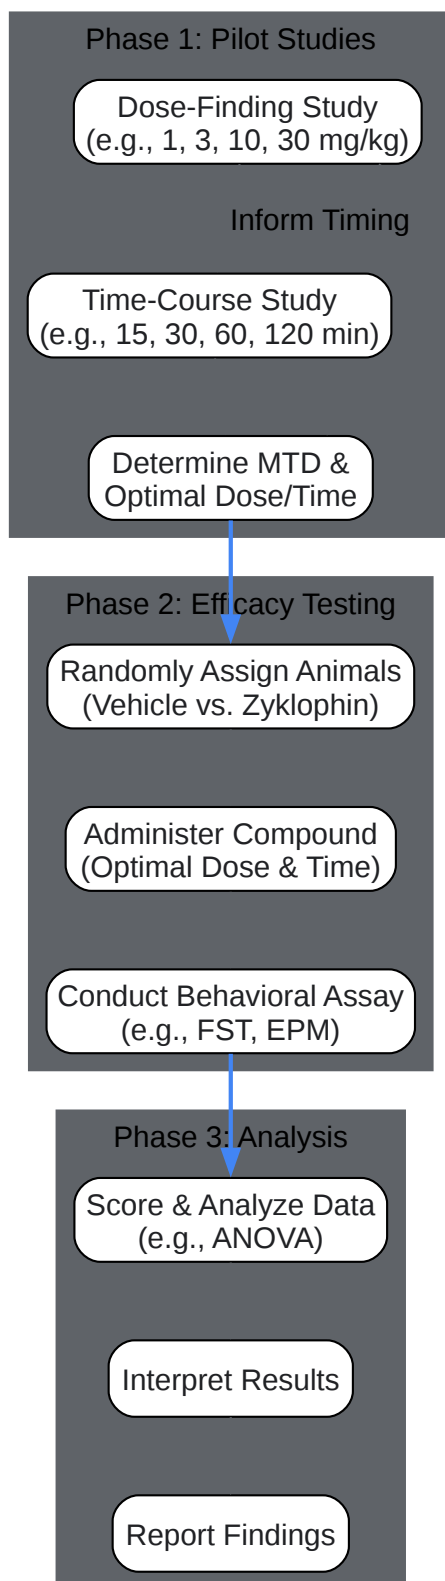 Phase 1: Pilot Studies
Dose-Finding Study
(e.g., 1, 3, 10, 30 mg/kg)
Inform Timing
Time-Course Study
(e.g., 15, 30, 60, 120 min)
Determine MTD &
Optimal Dose/Time
Phase 2: Efficacy Testing
Randomly Assign Animals
(Vehicle vs. Zyklophin)
Administer Compound
(Optimal Dose & Time)
Conduct Behavioral Assay
(e.g., FST, EPM)
Phase 3: Analysis
Score & Analyze Data
(e.g., ANOVA)
Interpret Results
Report Findings